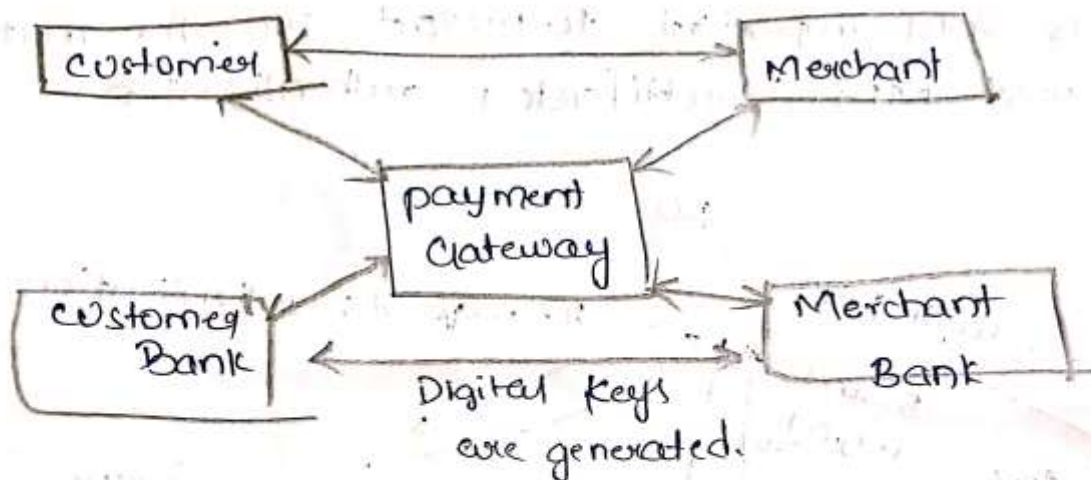 Customer
Merchant
payment
Gateway
Customer
Bank
Merchant
Bank
Digital Keys
are generated.